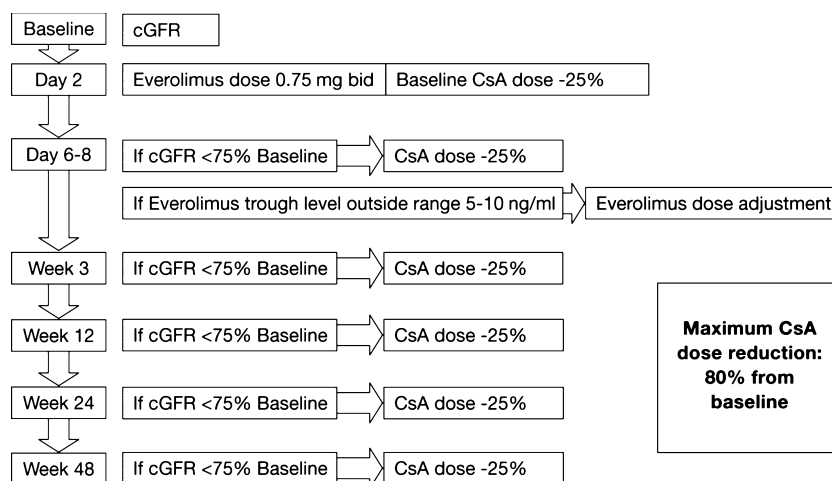 Baseline
cGFR
Day 2
Everolimus dose 0.75 mg bid
Baseline CsA dose -25%
Day 6-8
If cGFR <75% Baseline
CsA dose -25%
If Everolimus trough level outside range 5-10 ng/ml
Everolimus dose adjustment
Week 3
If cGFR <75% Baseline
CsA dose -25%
Week 12
If cGFR <75% Baseline
CsA dose -25%
Week 24
If cGFR <75% Baseline
CsA dose -25%
Week 48
If cGFR <75% Baseline
CsA dose -25%
Maximum CsA
dose reduction:
80% from
baseline